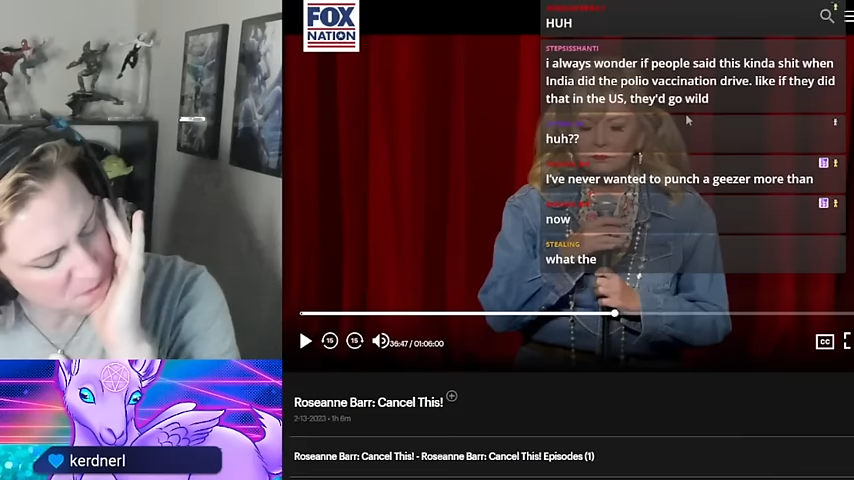 FOX
NATION
HUH
STEPSISSHANTI
i always wonder if people said this kinda shit when
India did the polio vaccination drive. like if they did
that in the US, they'd go wild
huh??
I've never wanted to punch a geezer more than
now
STEALING
what the
15
15
36:47 / 01:06:00
CC
Roseanne Barr: Cancel This!
2-13-2023 • 1h 6m
Roseanne Barr: Cancel This! - Roseanne Barr: Cancel This! Episodes (1)
kerdnerl